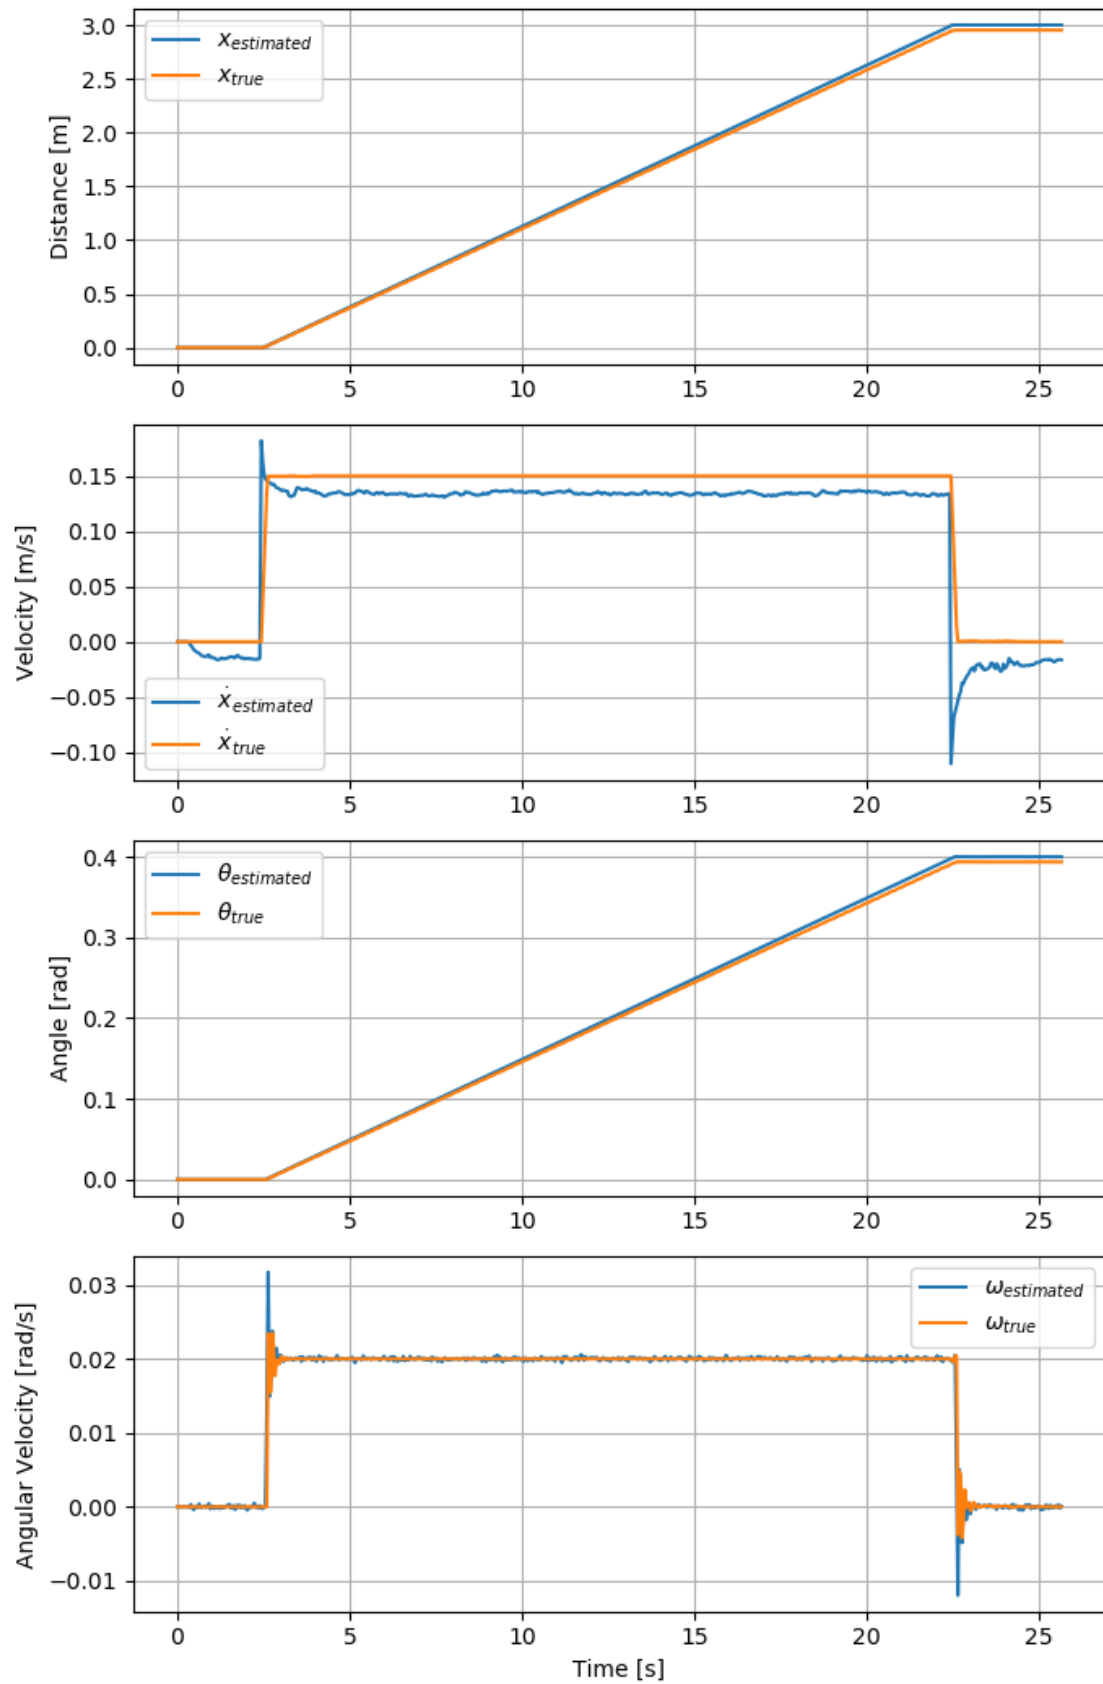 x_estimated
x_true
Distance [m]
3.0
2.5
2.0
1.5
1.0
0.5
0.0
0 5 10 15 20 25
Velocity [m/s]
0.15
0.10
0.05
0.00
−0.05
−0.10
ẋ_estimated
ẋ_true
0 5 10 15 20 25
θ_estimated
θ_true
Angle [rad]
0.4
0.3
0.2
0.1
0.0
0 5 10 15 20 25
ω_estimated
ω_true
Angular Velocity [rad/s]
0.03
0.02
0.01
0.00
−0.01
0 5 10 15 20 25
Time [s]